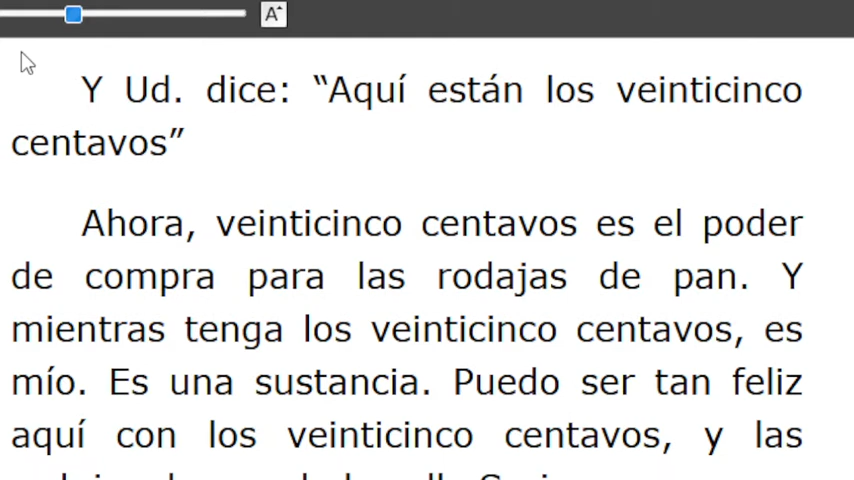 A
Y Ud. dice: “Aquí están los veinticinco
centavos”
Ahora, veinticinco centavos es el poder
de compra para las rodajas de pan. Y
mientras tenga los veinticinco centavos, es
mío. Es una sustancia. Puedo ser tan feliz
aquí con los veinticinco centavos, y las